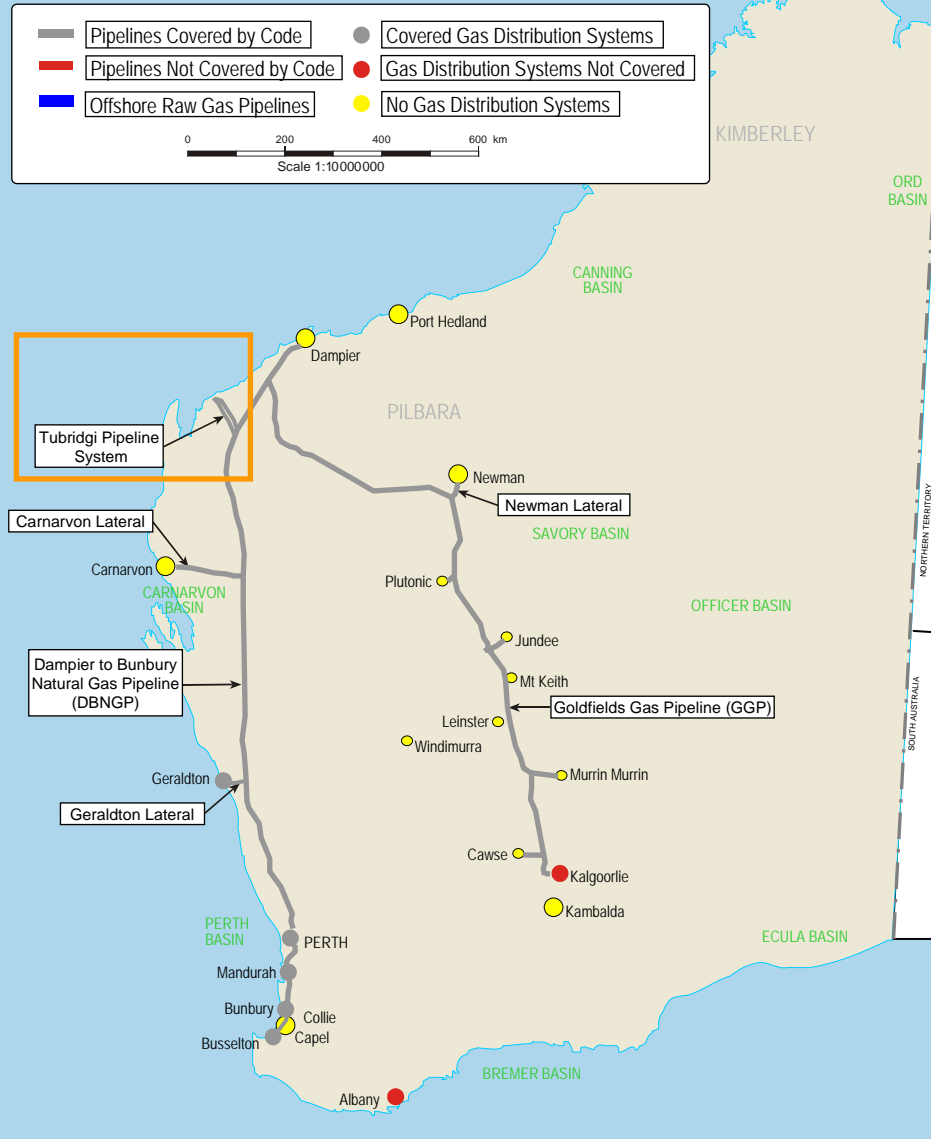 Pipelines Covered by Code
Covered Gas Distribution Systems
Pipelines Not Covered by Code
Gas Distribution Systems Not Covered
Offshore Raw Gas Pipelines
No Gas Distribution Systems
0 200 400 600 km
Scale 1:10000000
KIMBERLEY
ORD
BASIN
CANNING
BASIN
Port Hedland
Dampier
PILBARA
Tubridgi Pipeline
System
Newman
Newman Lateral
NORTHERN TERRITORY
Carnarvon Lateral
SAVORY BASIN
Carnarvon
Plutonic
CARNARVON
BASIN
OFFICER BASIN
Jundee
Dampier to Bunbury
Natural Gas Pipeline
(DBNGP)
Mt Keith
SOUTH AUSTRALIA
Goldfields Gas Pipeline (GGP)
Leinster
Windimurra
Geraldton
Murrin Murrin
Geraldton Lateral
Cawse
Kalgoorlie
Kambalda
PERTH
BASIN
PERTH
ECULA BASIN
Mandurah
Bunbury
Collie
Capel
Busselton
BREMER BASIN
Albany